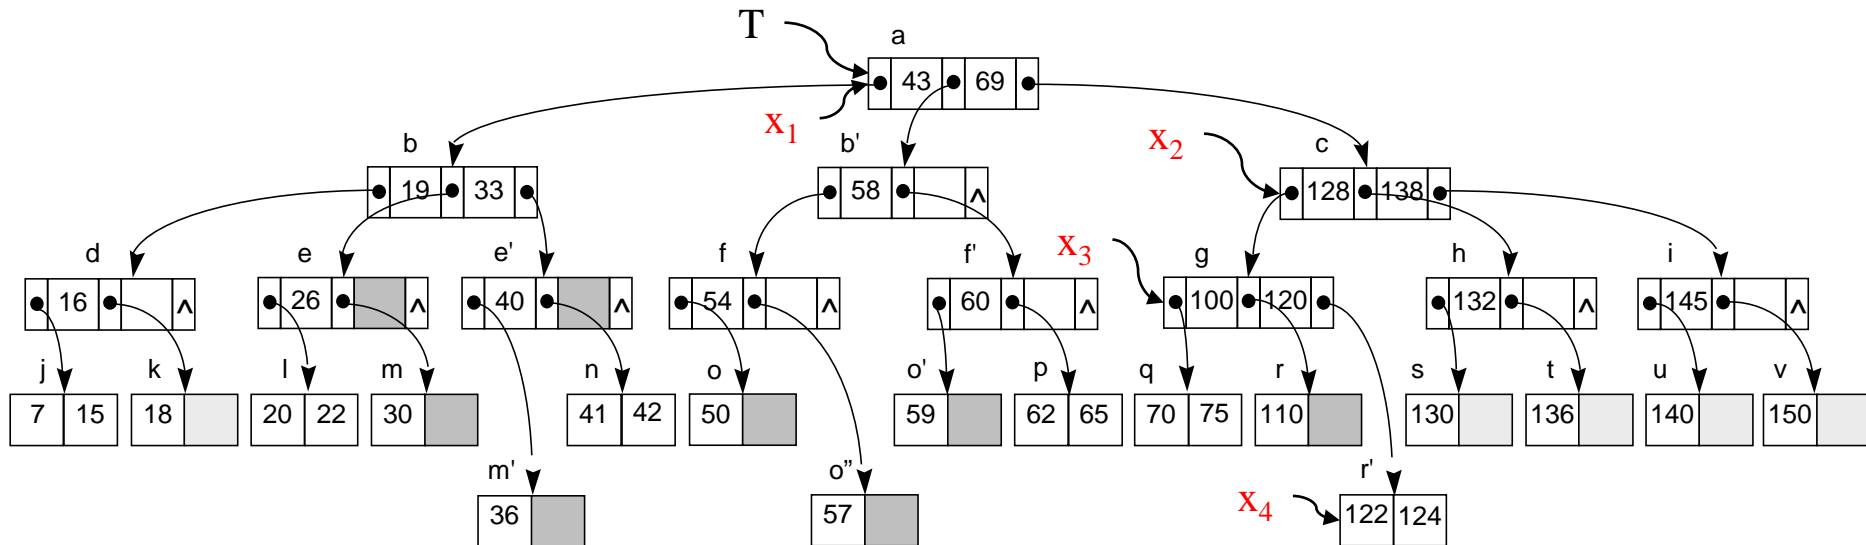 T
a
43 69
x1
b b' x2 c
19 33 58 128 138
d e e' f f' x3 g h i
16 ^ 26 ^ 40 ^ 54 ^ 60 ^ 100 120 132 ^ 145 ^
^
j k l m n o o' p q r s t u v
7 15 18 20 22 30 41 42 50 59 62 65 70 75 110 130 136 140 150
m' o" r'
36 57 x4 122 124